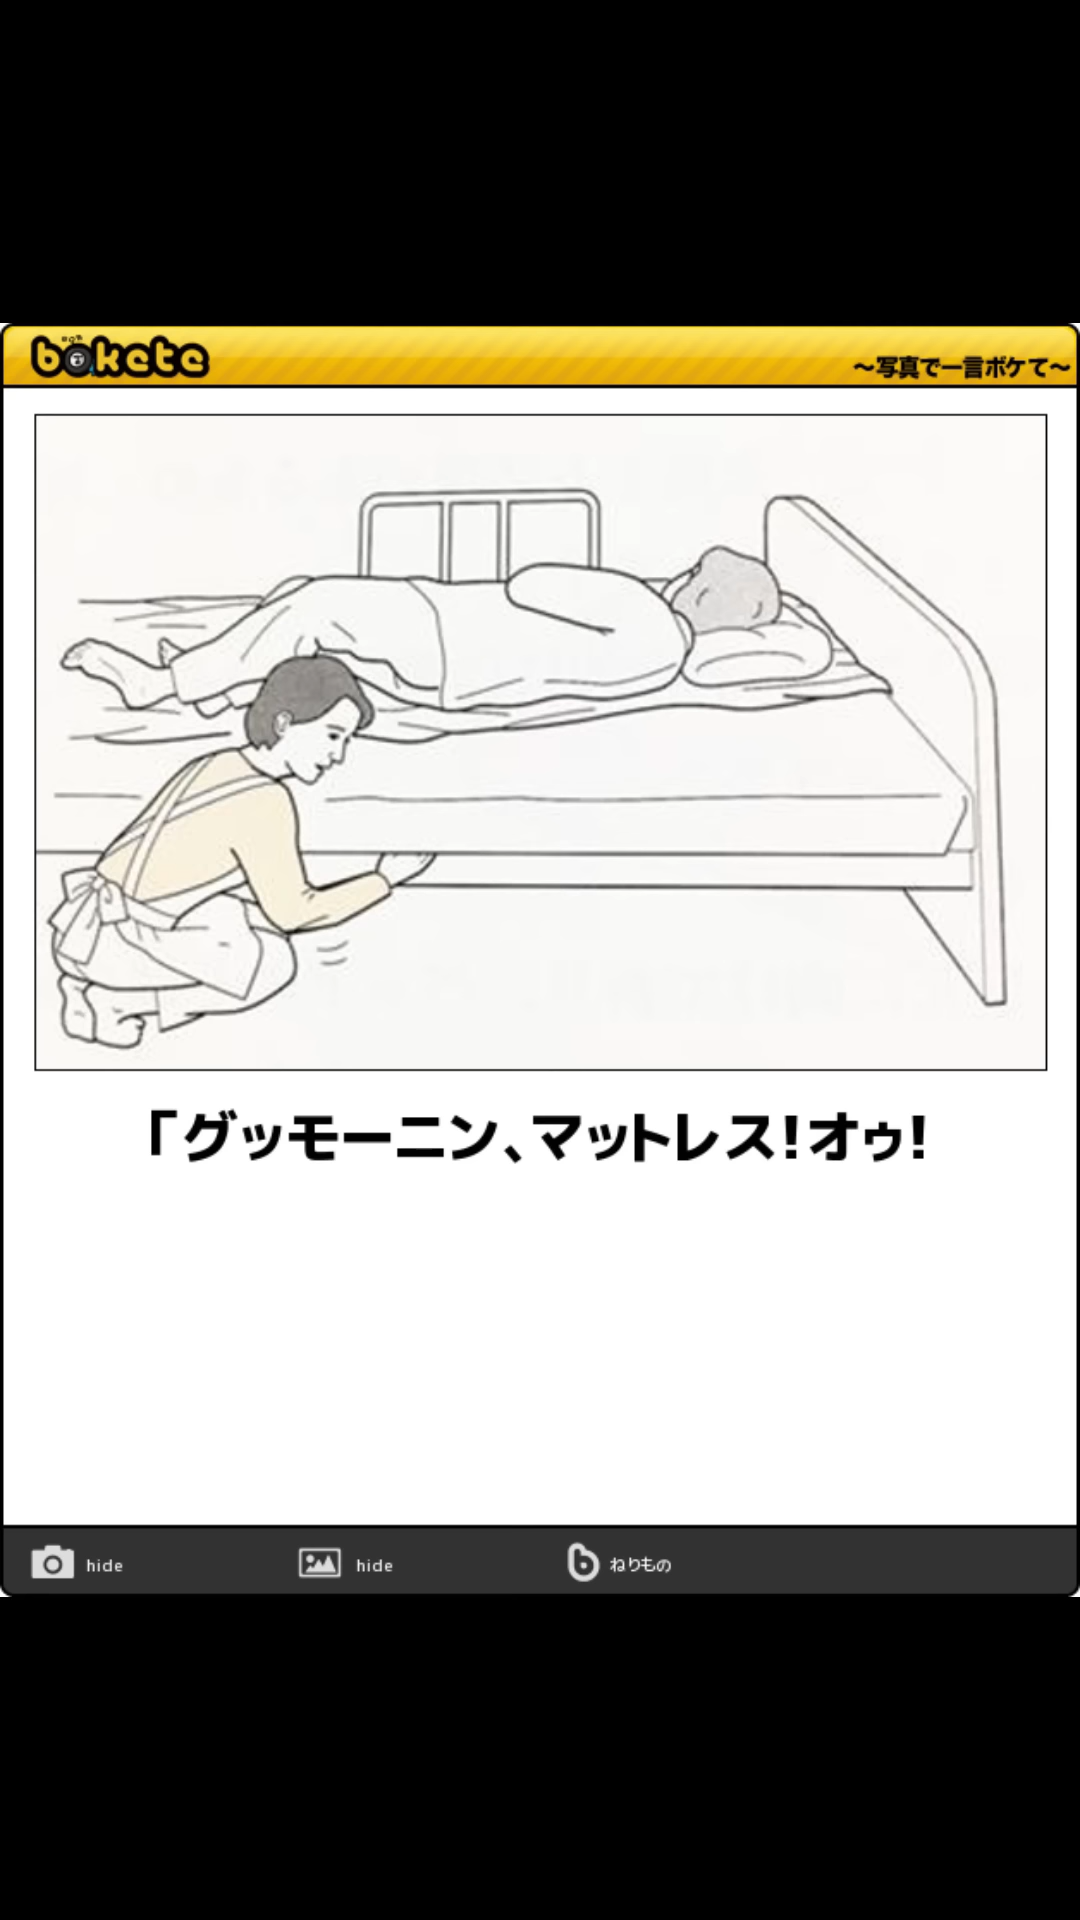 bokete
〜写真で一言ボケて〜
「グッモーニン、マットレス!オゥ!
hide
hide
ねりもの